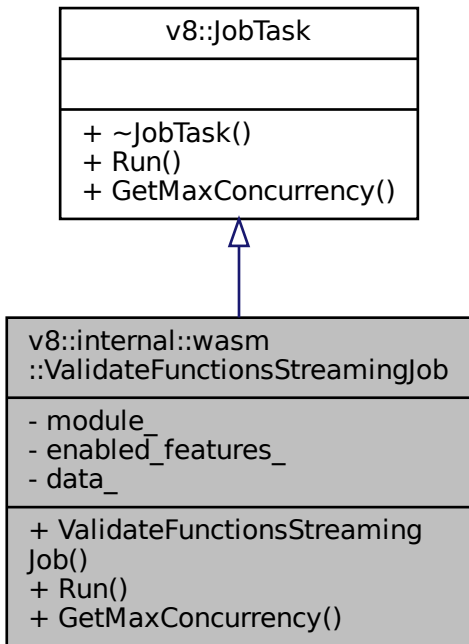 v8::JobTask
+ ~JobTask()
+ Run()
+ GetMaxConcurrency()
v8::internal::wasm
::ValidateFunctionsStreamingJob
- module_
- enabled_features_
- data_
+ ValidateFunctionsStreaming
Job()
+ Run()
+ GetMaxConcurrency()